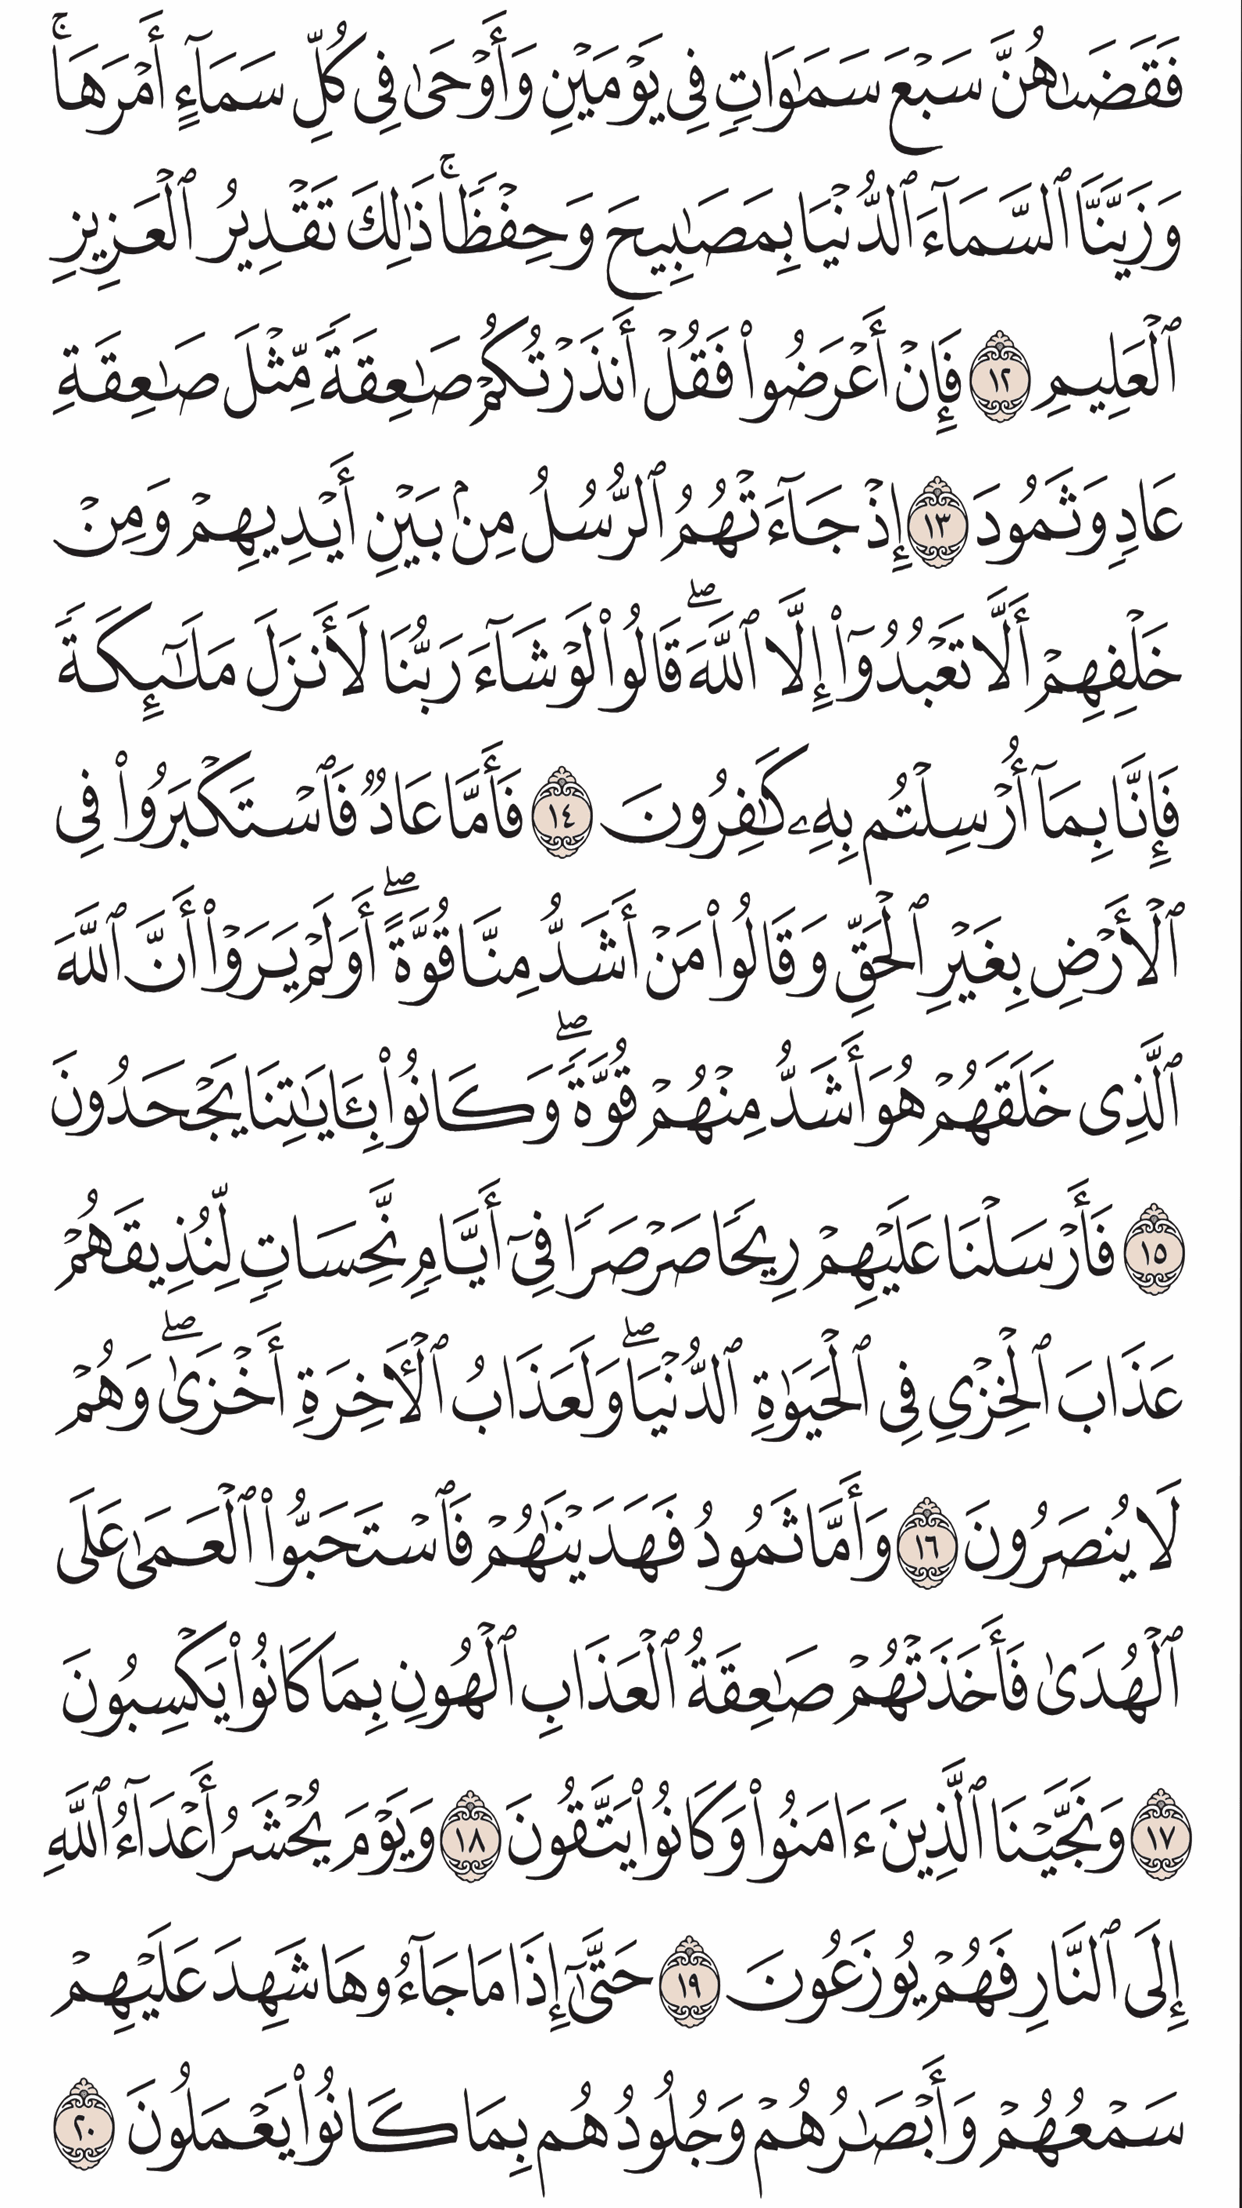 فَقَضَىٰهُنَّ سَبۡعَ سَمَٰوَاتٖ فِي يَوۡمَيۡنِ وَأَوۡحَىٰ فِي كُلِّ سَمَآءٍ أَمۡرَهَاۚ
وَزَيَّنَّا ٱلسَّمَآءَ ٱلدُّنۡيَا بِمَصَٰبِيحَ وَحِفۡظٗاۚ ذَٰلِكَ تَقۡدِيرُ ٱلۡعَزِيزِ
ٱلۡعَلِيمِ ١٢ فَإِنۡ أَعۡرَضُواْ فَقُلۡ أَنذَرۡتُكُمۡ صَٰعِقَةٗ مِّثۡلَ صَٰعِقَةِ
عَادٖ وَثَمُودَ ١٣ إِذۡ جَآءَتۡهُمُ ٱلرُّسُلُ مِنۢ بَيۡنِ أَيۡدِيهِمۡ وَمِنۡ
خَلۡفِهِمۡ أَلَّا تَعۡبُدُوٓاْ إِلَّا ٱللَّهَۖ قَالُواْ لَوۡ شَآءَ رَبُّنَا لَأَنزَلَ مَلَٰٓئِكَةٗ
فَإِنَّا بِمَآ أُرۡسِلۡتُم بِهِۦ كَٰفِرُونَ ١٤ فَأَمَّا عَادٞ فَٱسۡتَكۡبَرُواْ فِي
ٱلۡأَرۡضِ بِغَيۡرِ ٱلۡحَقِّ وَقَالُواْ مَنۡ أَشَدُّ مِنَّا قُوَّةًۖ أَوَلَمۡ يَرَوۡاْ أَنَّ ٱللَّهَ
ٱلَّذِي خَلَقَهُمۡ هُوَ أَشَدُّ مِنۡهُمۡ قُوَّةٗۖ وَكَانُواْ بِـَٔايَٰتِنَا يَجۡحَدُونَ
١٥ فَأَرۡسَلۡنَا عَلَيۡهِمۡ رِيحٗا صَرۡصَرٗا فِيٓ أَيَّامٖ نَّحِسَاتٖ لِّنُذِيقَهُمۡ
عَذَابَ ٱلۡخِزۡيِ فِي ٱلۡحَيَوٰةِ ٱلدُّنۡيَاۖ وَلَعَذَابُ ٱلۡأٓخِرَةِ أَخۡزَىٰۖ وَهُمۡ
لَا يُنصَرُونَ ١٦ وَأَمَّا ثَمُودُ فَهَدَيۡنَٰهُمۡ فَٱسۡتَحَبُّواْ ٱلۡعَمَىٰ عَلَى
ٱلۡهُدَىٰ فَأَخَذَتۡهُمۡ صَٰعِقَةُ ٱلۡعَذَابِ ٱلۡهُونِ بِمَا كَانُواْ يَكۡسِبُونَ
١٧ وَنَجَّيۡنَا ٱلَّذِينَ ءَامَنُواْ وَكَانُواْ يَتَّقُونَ ١٨ وَيَوۡمَ يُحۡشَرُ أَعۡدَآءُ ٱللَّهِ
إِلَى ٱلنَّارِ فَهُمۡ يُوزَعُونَ ١٩ حَتَّىٰٓ إِذَا مَا جَآءُوهَا شَهِدَ عَلَيۡهِمۡ
سَمۡعُهُمۡ وَأَبۡصَٰرُهُمۡ وَجُلُودُهُم بِمَا كَانُواْ يَعۡمَلُونَ ٢٠